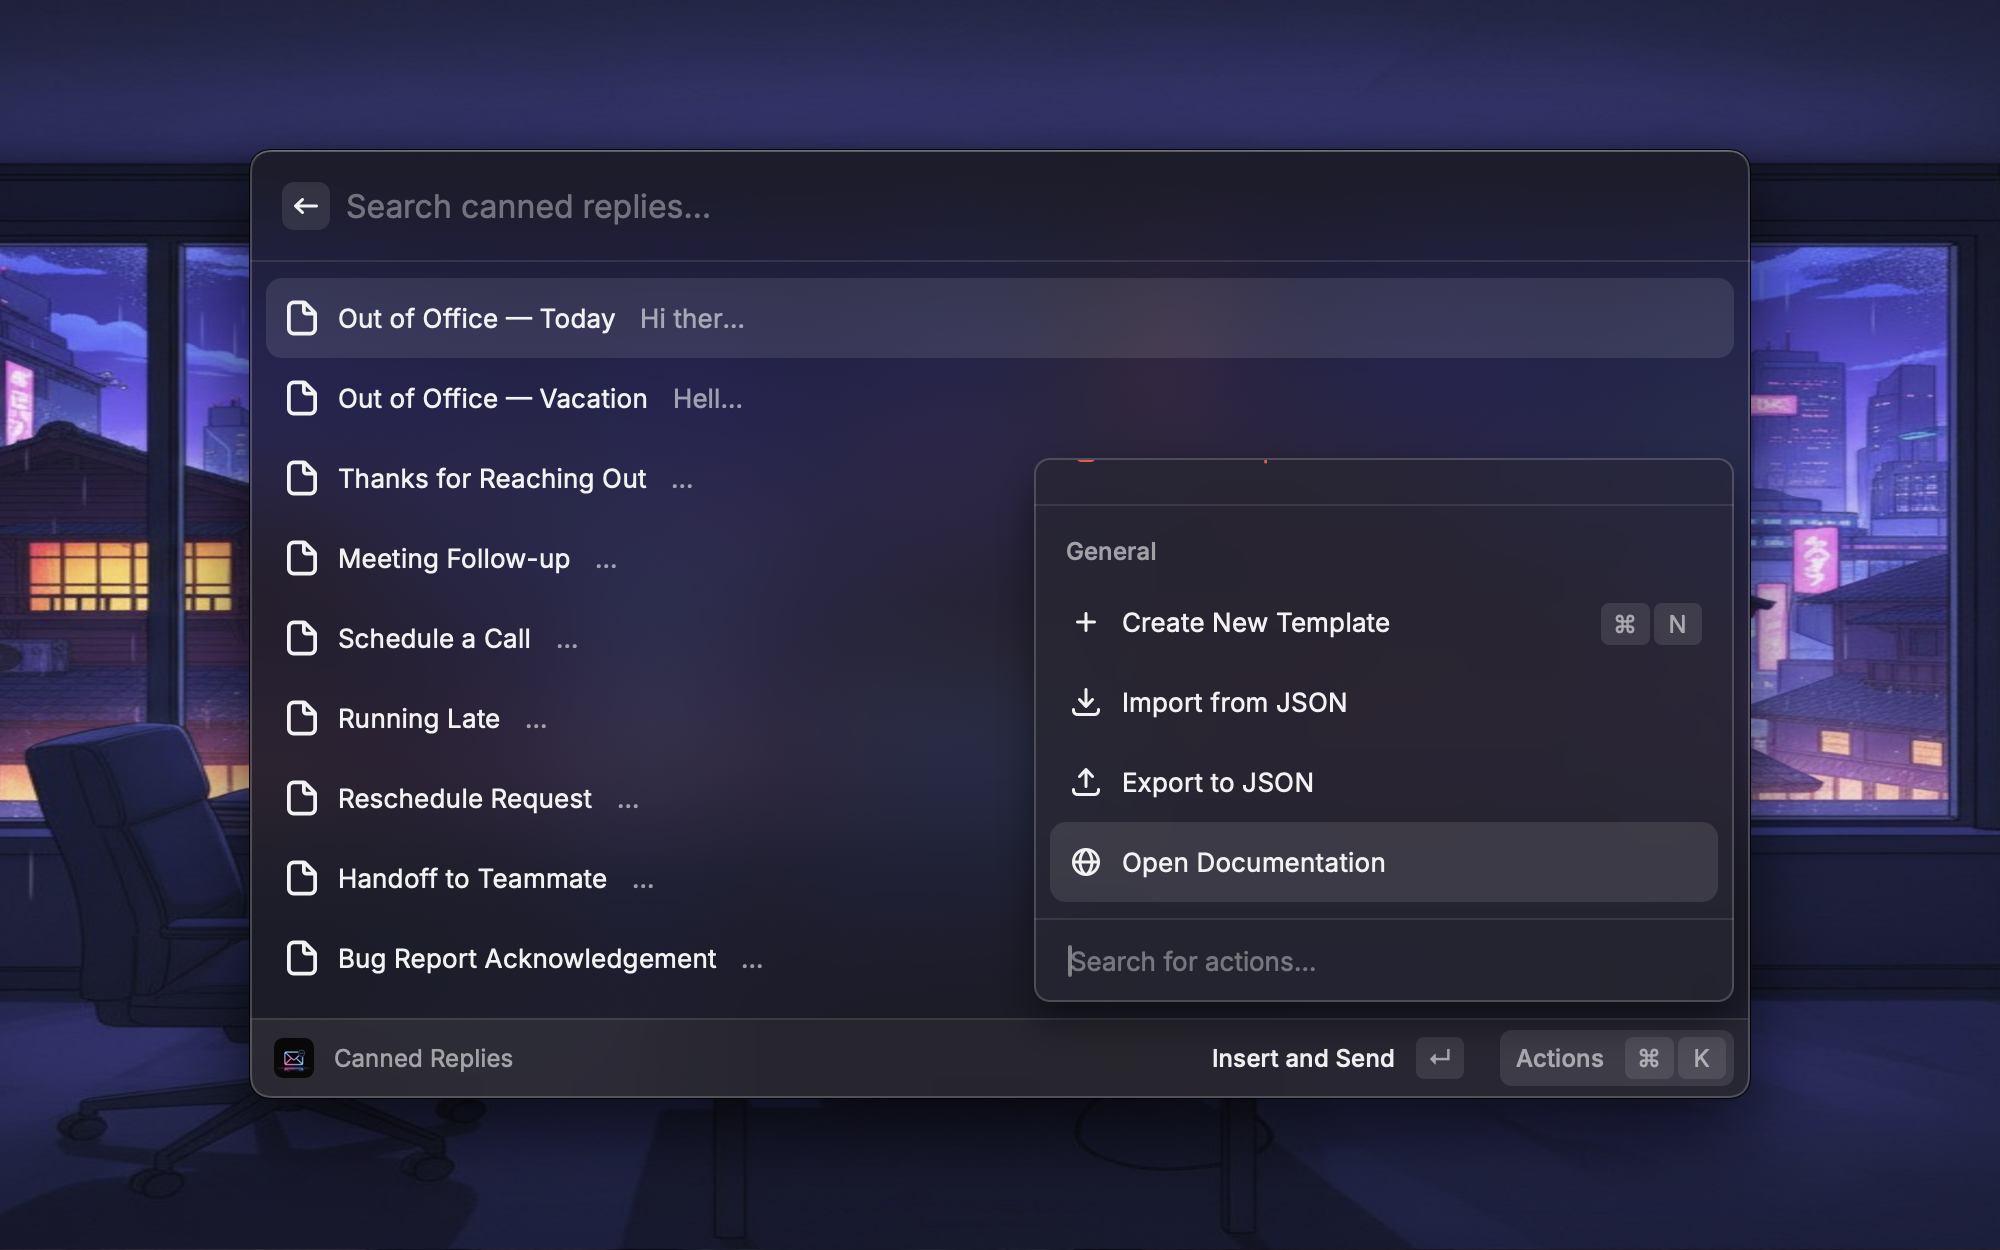 Search canned replies...
Out of Office — Today Hi ther...
Out of Office — Vacation Hell...
Thanks for Reaching Out ...
Meeting Follow-up ...
Schedule a Call ...
Running Late ...
Reschedule Request ...
Handoff to Teammate ...
Bug Report Acknowledgement ...
General
Create New Template ⌘ N
Import from JSON
Export to JSON
Open Documentation
Search for actions...
Canned Replies
Insert and Send ↵
Actions ⌘ K